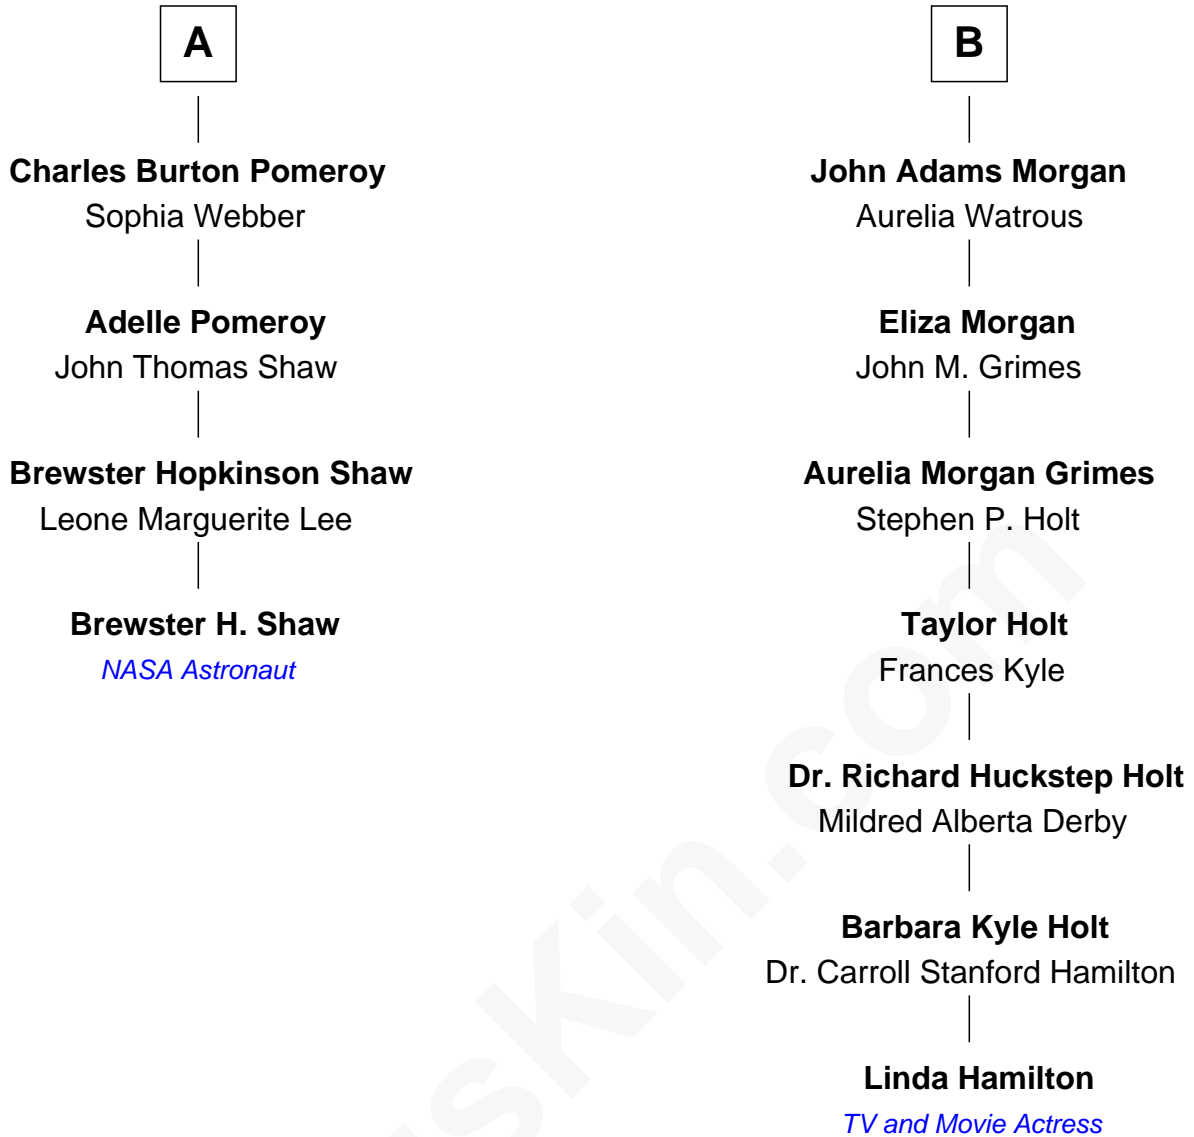 A
Charles Burton Pomeroy
Sophia Webber
Adelle Pomeroy
John Thomas Shaw
Brewster Hopkinson Shaw
Leone Marguerite Lee
Brewster H. Shaw
NASA Astronaut
B
John Adams Morgan
Aurelia Watrous
Eliza Morgan
John M. Grimes
Aurelia Morgan Grimes
Stephen P. Holt
Taylor Holt
Frances Kyle
Dr. Richard Huckstep Holt
Mildred Alberta Derby
Barbara Kyle Holt
Dr. Carroll Stanford Hamilton
Linda Hamilton
TV and Movie Actress